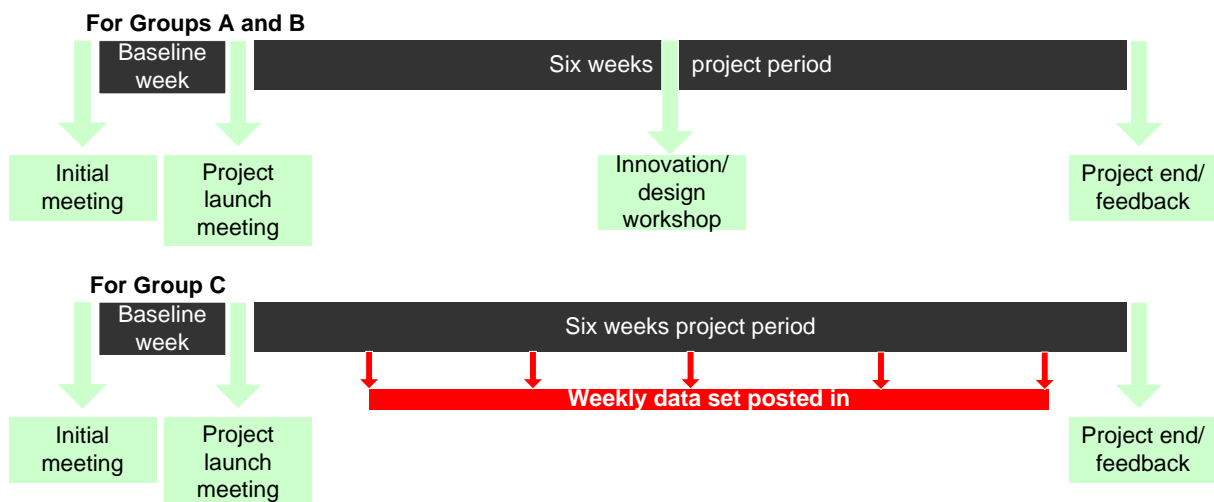 For Groups A and B
Baseline
week
Six weeks project period
Initial
meeting
Project
launch
meeting
Innovation/
design
workshop
Project end/
feedback
For Group C
Baseline
week
Six weeks project period
Weekly data set posted in
Initial
meeting
Project
launch
meeting
Project end/
feedback